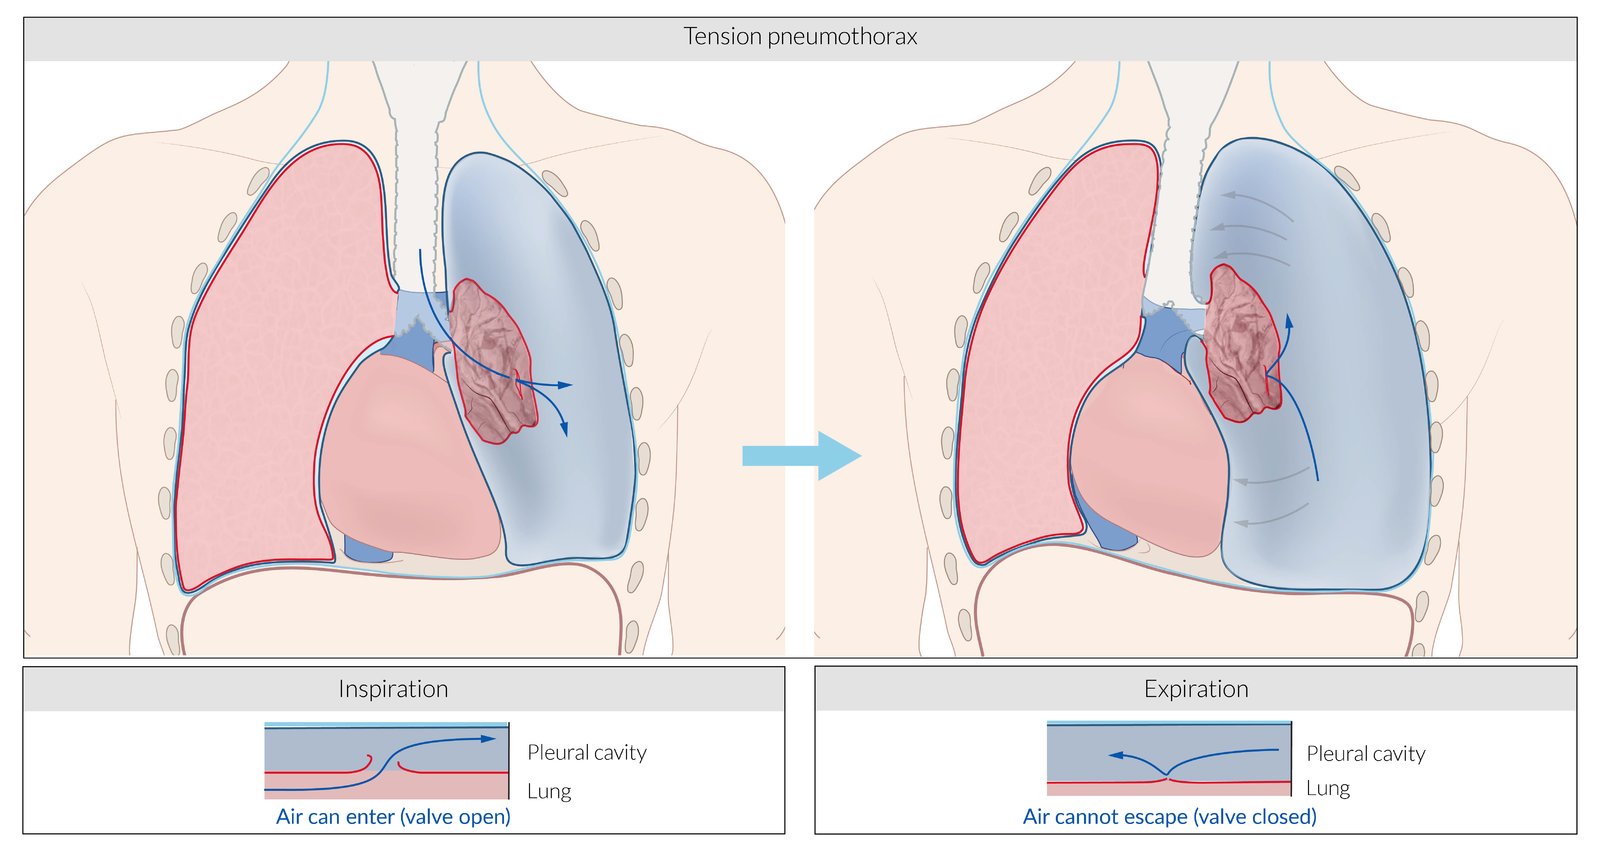 Tension pneumothorax
Inspiration
Pleural cavity
Lung
Air can enter (valve open)
Expiration
Pleural cavity
Lung
Air cannot escape (valve closed)